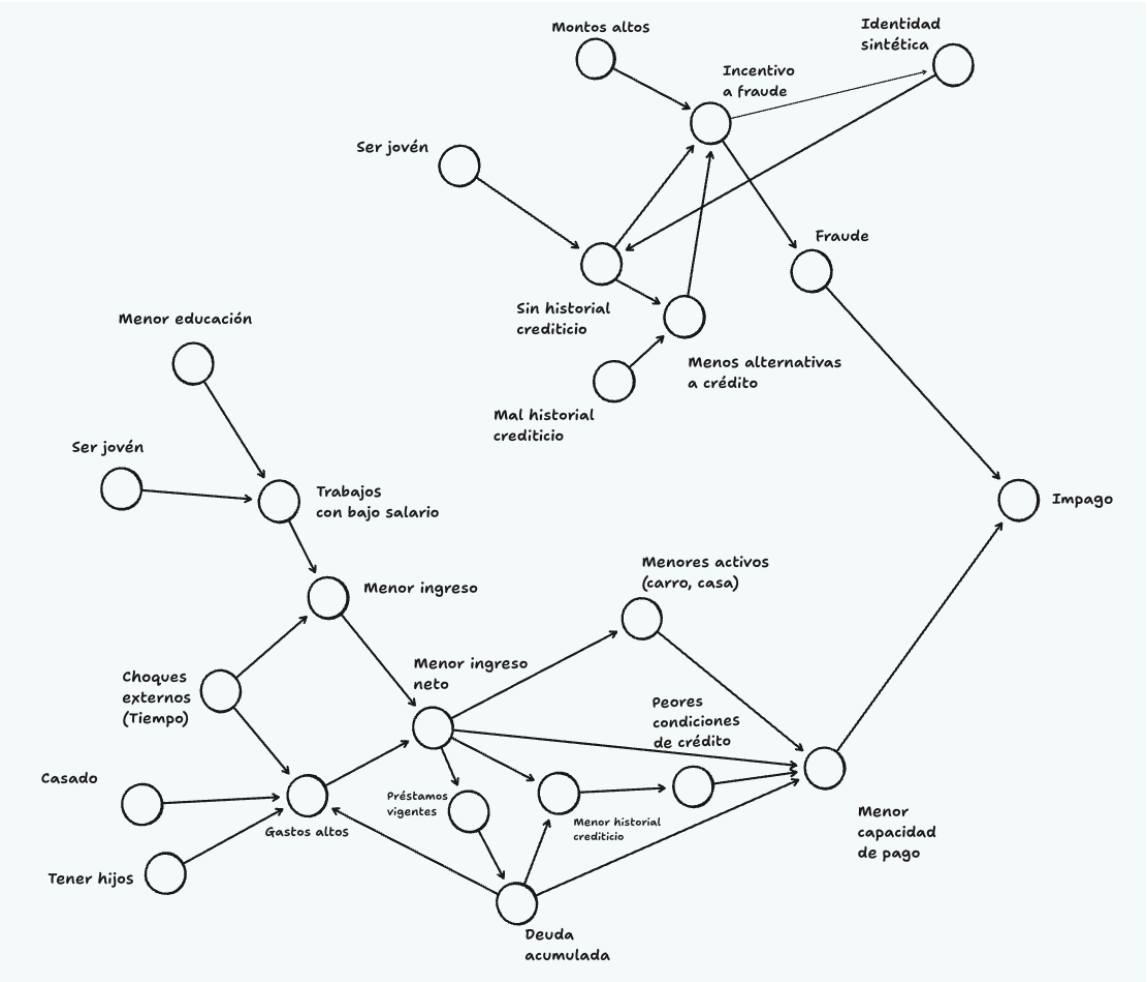 Montos altos
Identidad
sintética
Incentivo
a fraude
Ser jovén
Fraude
Sin historial
crediticio
Menos alternativas
a crédito
Mal historial
crediticio
Menor educación
Ser jovén
Trabajos
con bajo salario
Impago
Menor ingreso
Menores activos
(carro, casa)
Choques
externos
(Tiempo)
Menor ingreso
neto
Peores
condiciones
de crédito
Casado
Gastos altos
Préstamos
vigentes
Menor historial
crediticio
Menor
capacidad
de pago
Tener hijos
Deuda
acumulada